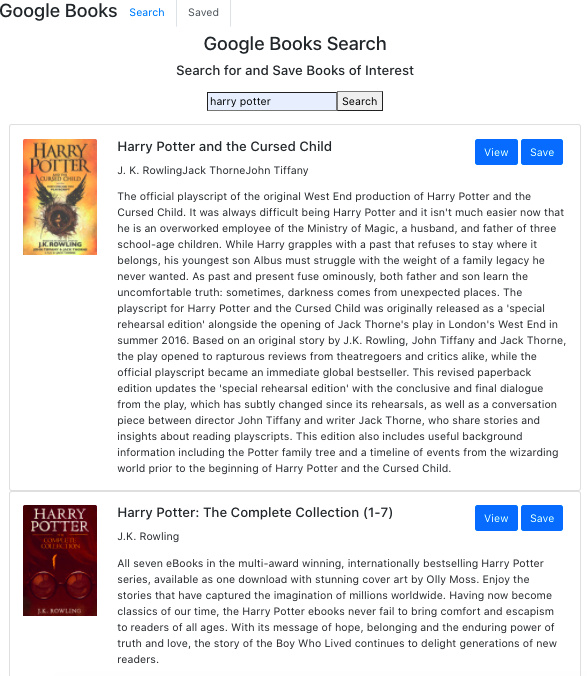 Google Books Search Saved
Google Books Search
Search for and Save Books of Interest
harry potter Search
HARRY
POTTER
AND THE
CURSED CHILD
J.K.ROWLING
Harry Potter and the Cursed Child
View Save
J. K. RowlingJack ThorneJohn Tiffany
The official playscript of the original West End production of Harry Potter and the
Cursed Child. It was always difficult being Harry Potter and it isn't much easier now that
he is an overworked employee of the Ministry of Magic, a husband, and father of three
school-age children. While Harry grapples with a past that refuses to stay where it
belongs, his youngest son Albus must struggle with the weight of a family legacy he
never wanted. As past and present fuse ominously, both father and son learn the
uncomfortable truth: sometimes, darkness comes from unexpected places. The
playscript for Harry Potter and the Cursed Child was originally released as a 'special
rehearsal edition' alongside the opening of Jack Thorne's play in London's West End in
summer 2016. Based on an original story by J.K. Rowling, John Tiffany and Jack Thorne,
the play opened to rapturous reviews from theatregoers and critics alike, while the
official playscript became an immediate global bestseller. This revised paperback
edition updates the 'special rehearsal edition' with the conclusive and final dialogue
from the play, which has subtly changed since its rehearsals, as well as a conversation
piece between director John Tiffany and writer Jack Thorne, who share stories and
insights about reading playscripts. This edition also includes useful background
information including the Potter family tree and a timeline of events from the wizarding
world prior to the beginning of Harry Potter and the Cursed Child.
HARRY
POTTER
COMPLETE
COLLECTION
J.K. ROWLING
Harry Potter: The Complete Collection (1-7)
View Save
J.K. Rowling
All seven eBooks in the multi-award winning, internationally bestselling Harry Potter
series, available as one download with stunning cover art by Olly Moss. Enjoy the
stories that have captured the imagination of millions worldwide. Having now become
classics of our time, the Harry Potter ebooks never fail to bring comfort and escapism
to readers of all ages. With its message of hope, belonging and the enduring power of
truth and love, the story of the Boy Who Lived continues to delight generations of new
readers.